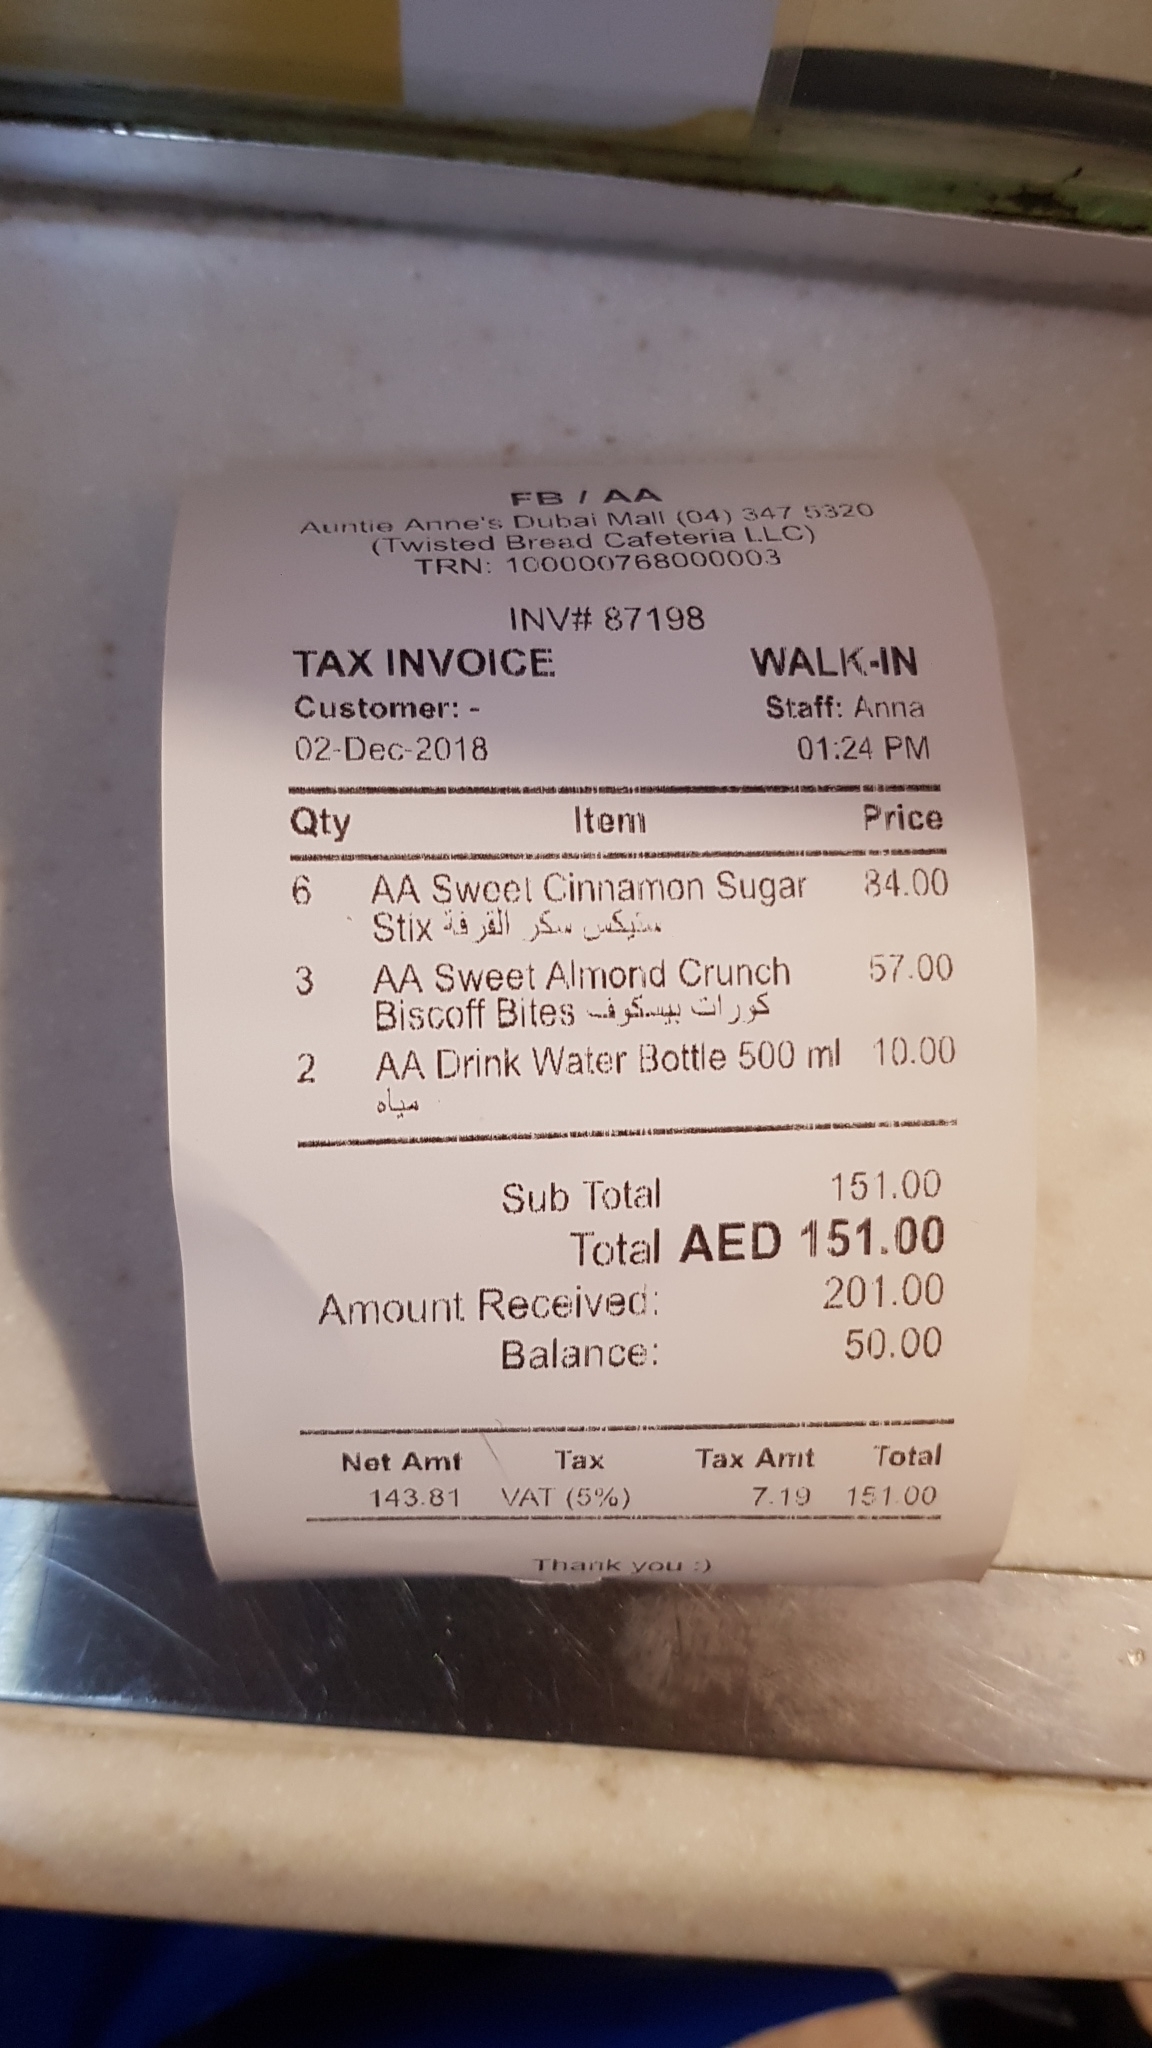 FB / AA
Auntie Anne's Dubai Mall (04) 347 5320
(Twisted Bread Cafeteria LLC)
TRN: 100000768000003
INV# 87198
TAX INVOICE WALK-IN
Customer: - Staff: Anna
02-Dec-2018 01:24 PM
Qty Item Price
6 AA Sweet Cinnamon Sugar 84.00
Stix ستيكس سكر القرفة
3 AA Sweet Almond Crunch 57.00
Biscoff Bites كورات بيسكوف
2 AA Drink Water Bottle 500 ml 10.00
مياه
Sub Total 151.00
Total AED 151.00
Amount Received: 201.00
Balance: 50.00
Net Amt Tax Tax Amt Total
143.81 VAT (5%) 7.19 151.00
Thank you :)